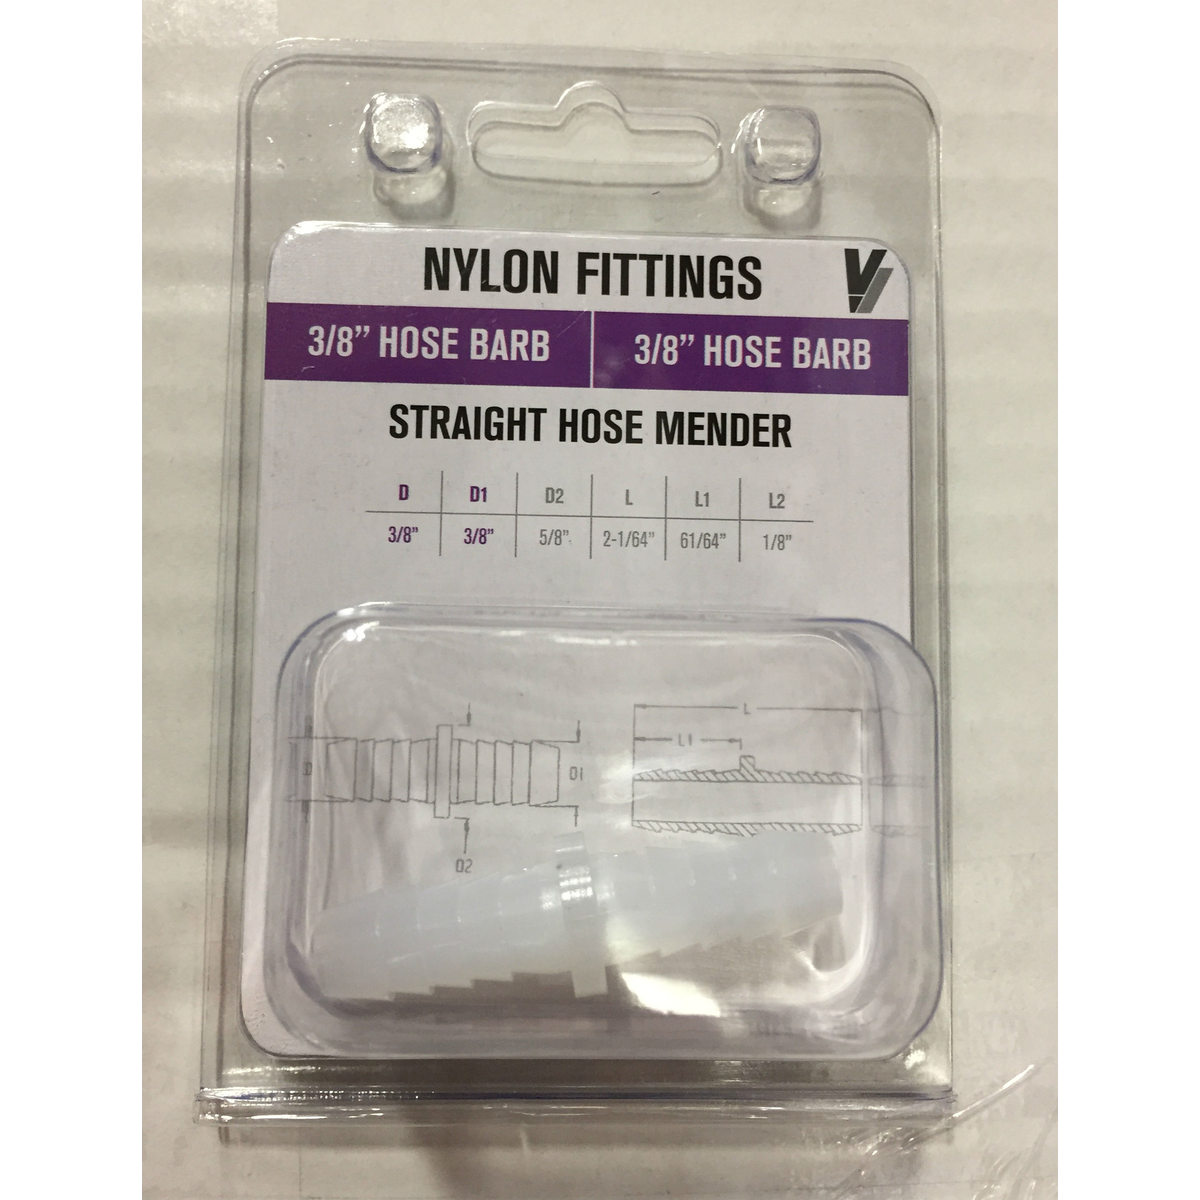 NYLON FITTINGS
3/8” HOSE BARB 3/8” HOSE BARB
STRAIGHT HOSE MENDER
D D1 D2 L L1 L2
3/8” 3/8” 5/8” 2-1/64” 61/64” 1/8”
L
L1
D D1
D2